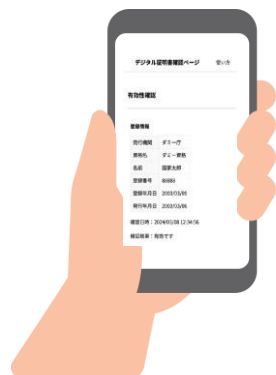 デジタル証明書確認ページ 使い方
有効性確認
登録情報
発行機関 ダミー庁
資格名 ダミー資格
名前 国家太郎
登録番号 88888
登録年月日 2003/03/05
発行年月日 2003/03/06
確認日時：2024/01/08 12:34:56
確認結果：有効です